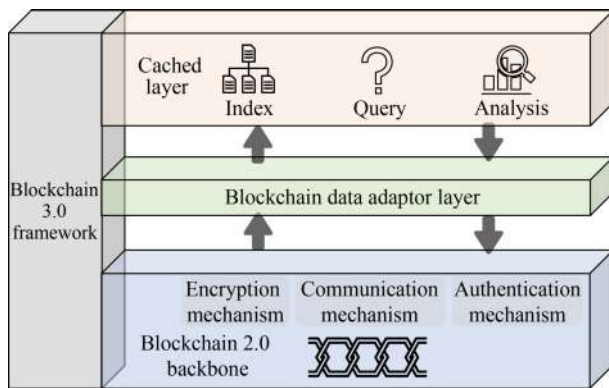 Cached
layer
Index
Query
Analysis
Blockchain
3.0
framework
Blockchain data adaptor layer
Encryption
mechanism
Communication
mechanism
Authentication
mechanism
Blockchain 2.0
backbone